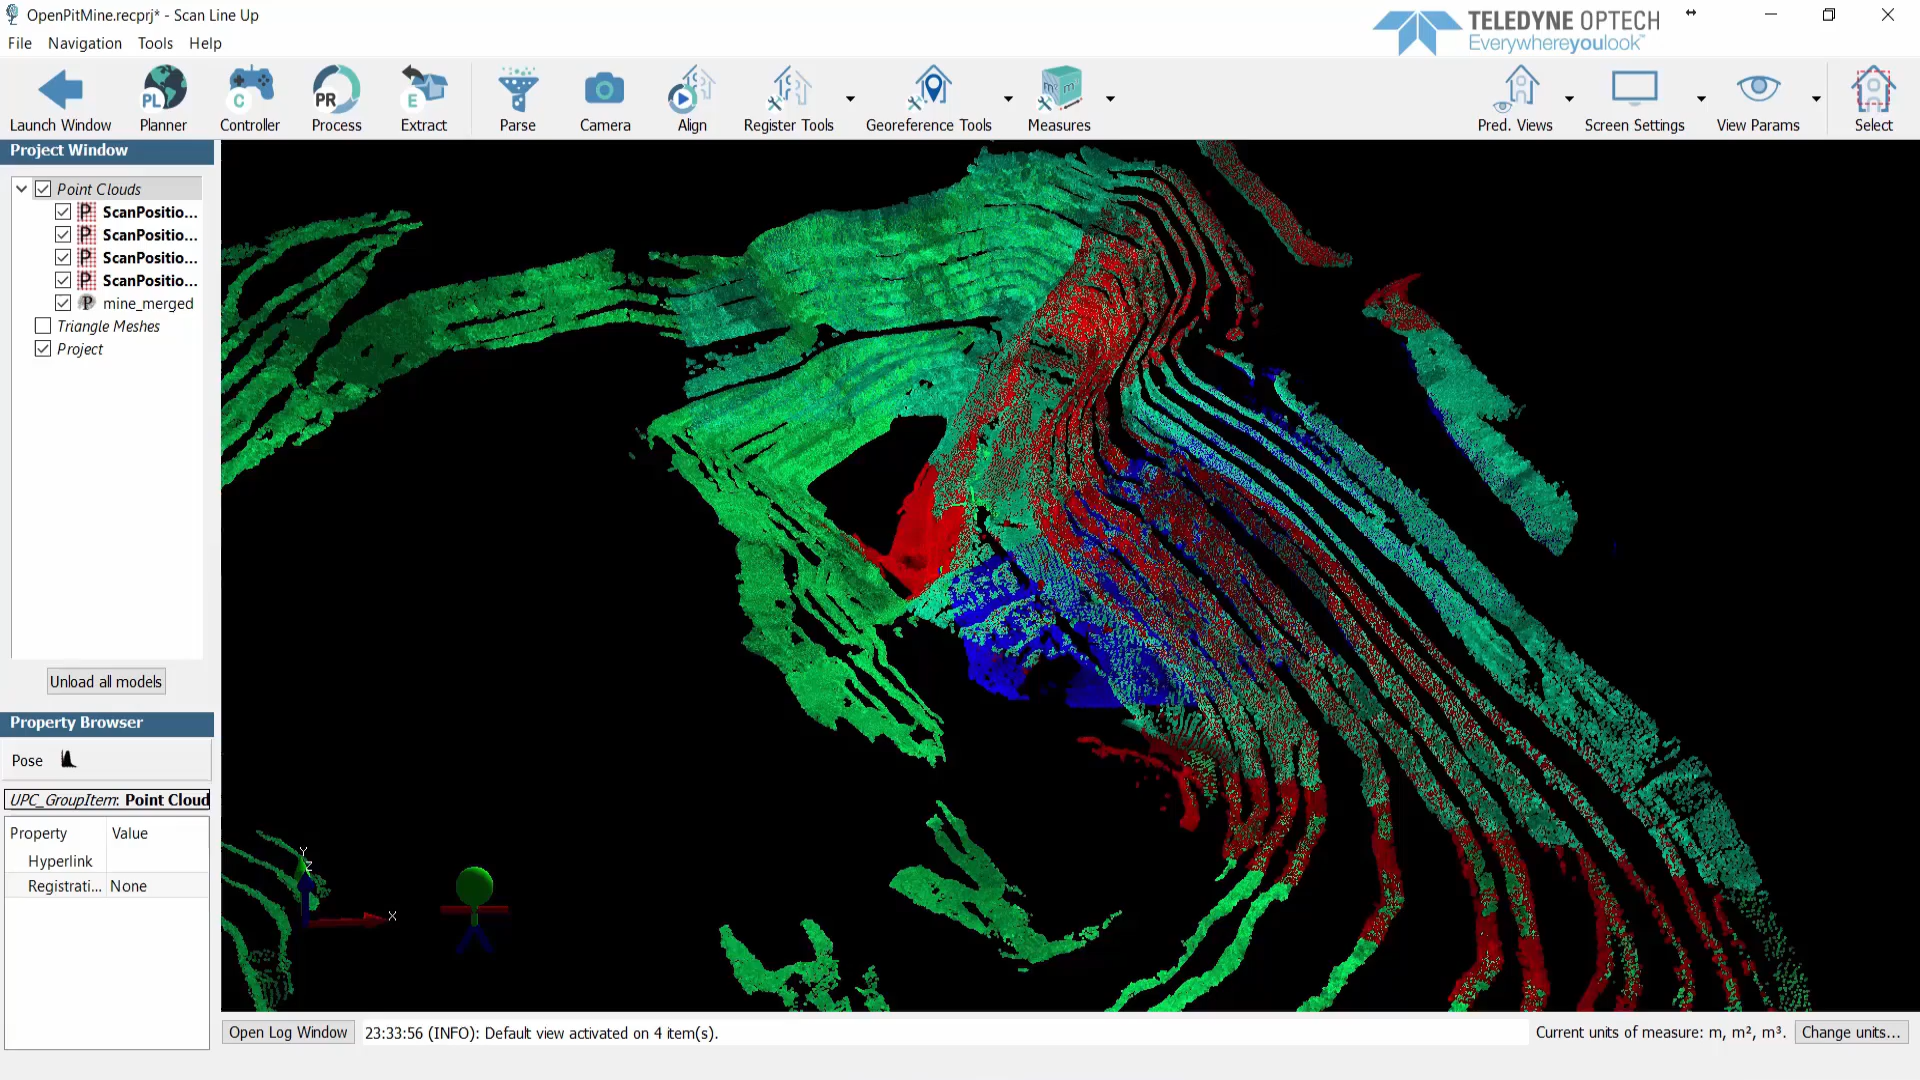 OpenPitMine.recprj* - Scan Line Up
TELEDYNE OPTECH
Everywhereyoulook™
File Navigation Tools Help
PL C PR E
Launch Window Planner Controller Process Extract Parse Camera Align Register Tools Georeference Tools Measures Pred. Views Screen Settings View Params Select
Project Window
Point Clouds
P ScanPositio...
P ScanPositio...
P ScanPositio...
P ScanPositio...
P mine_merged
Triangle Meshes
Project
Unload all models
Property Browser
Pose
UPC_GroupItem: Point Cloud
Property Value
Hyperlink
Registrati... None
Y
Z
X
Open Log Window 23:33:56 (INFO): Default view activated on 4 item(s). Current units of measure: m, m², m³. Change units...